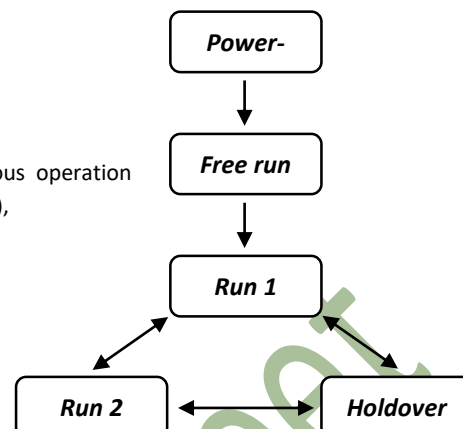 Power-
Free run
ous operation
),
Run 1
Run 2
Holdover